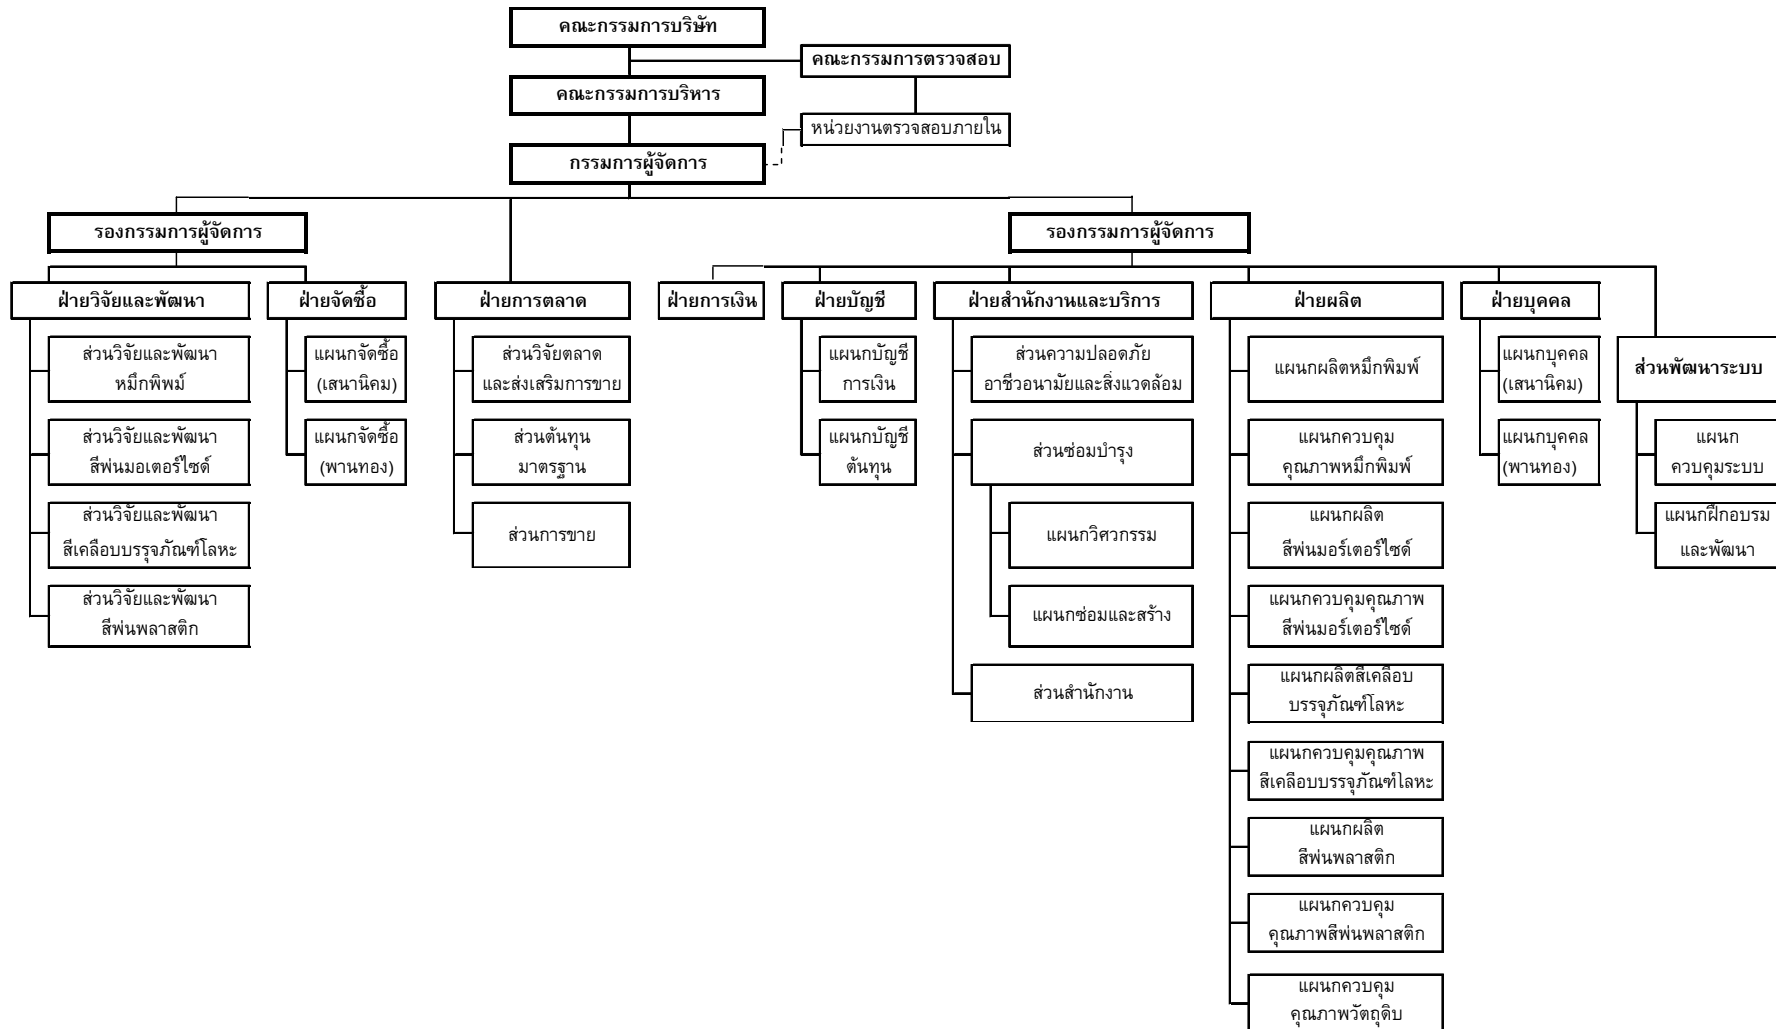 คณะกรรมการบริษัท
คณะกรรมการตรวจสอบ
คณะกรรมการบริหาร
หน่วยงานตรวจสอบภายใน
กรรมการผู้จัดการ
รองกรรมการผู้จัดการ
รองกรรมการผู้จัดการ
ฝ่ายวิจัยและพัฒนา
ฝ่ายจัดซื้อ
ฝ่ายการตลาด
ฝ่ายการเงิน
ฝ่ายบัญชี
ฝ่ายสำนักงานและบริการ
ฝ่ายผลิต
ฝ่ายบุคคล
ส่วนวิจัยและพัฒนา
หมึกพิพม์
ส่วนวิจัยและพัฒนา
สีพ่นมอเตอร์ไซด์
ส่วนวิจัยและพัฒนา
สีเคลือบบรรุจภัณฑ์โลหะ
ส่วนวิจัยและพัฒนา
สีพ่นพลาสติก
แผนกจัดซื้อ
(เสนานิคม)
แผนกจัดซื้อ
(พานทอง)
ส่วนวิจัยตลาด
และส่งเสริมการขาย
ส่วนต้นทุน
มาตรฐาน
ส่วนการขาย
แผนกบัญชี
การเงิน
แผนกบัญชี
ต้นทุน
ส่วนความปลอดภัย
อาชีวอนามัยและสิ่งแวดล้อม
ส่วนซ่อมบำรุง
แผนกวิศวกรรม
แผนกซ่อมและสร้าง
ส่วนสำนักงาน
แผนกผลิตหมึกพิมพ์
แผนกควบคุม
คุณภาพหมึกพิมพ์
แผนกผลิต
สีพ่นมอร์เตอร์ไซด์
แผนกควบคุมคุณภาพ
สีพ่นมอร์เตอร์ไซด์
แผนกผลิตสีเคลือบ
บรรจุภัณฑ์โลหะ
แผนกควบคุมคุณภาพ
สีเคลือบบรรจุภัณฑ์โลหะ
แผนกผลิต
สีพ่นพลาสติก
แผนกควบคุม
คุณภาพสีพ่นพลาสติก
แผนกควบคุม
คุณภาพวัตถุดิบ
แผนกบุคคล
(เสนานิคม)
แผนกบุคคล
(พานทอง)
ส่วนพัฒนาระบบ
แผนก
ควบคุมระบบ
แผนกฝึกอบรม
และพัฒนา